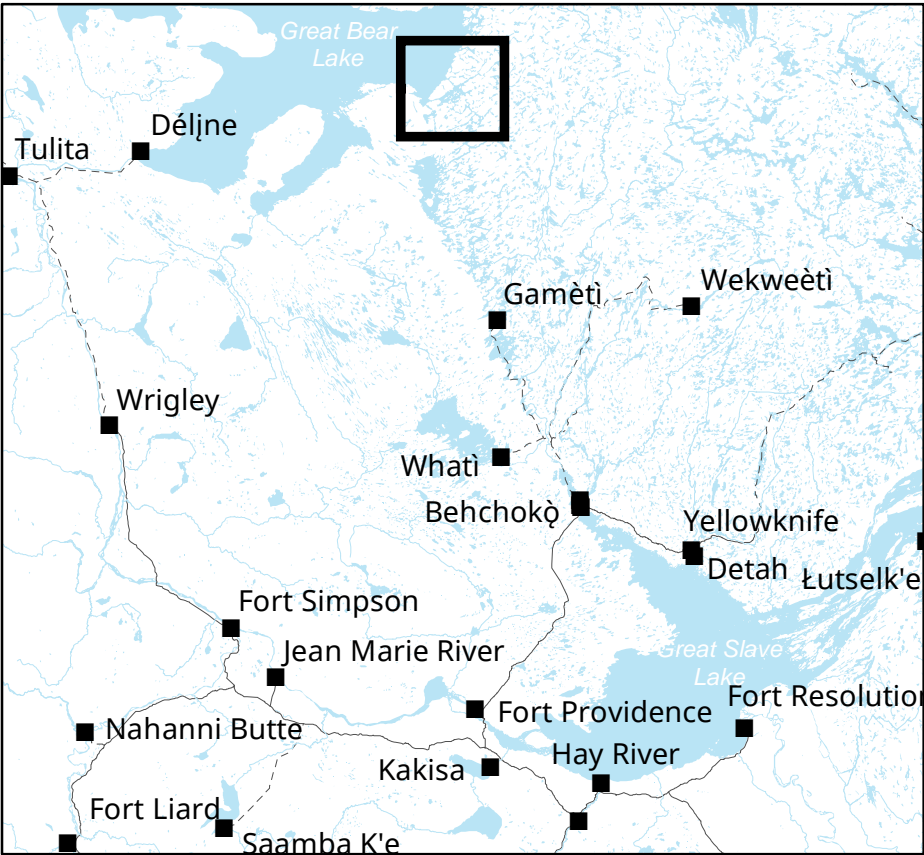 Great Bear
Lake
Délı̨ne
Tulita
Wekweètì
Gamètì
Wrigley
Whatì
Behchokǫ̀
Yellowknife
Detah
Łutselk'e
Fort Simpson
Jean Marie River
Great Slave
Lake
Fort Resolution
Fort Providence
Nahanni Butte
Hay River
Kakisa
Fort Liard
Saamba K'e